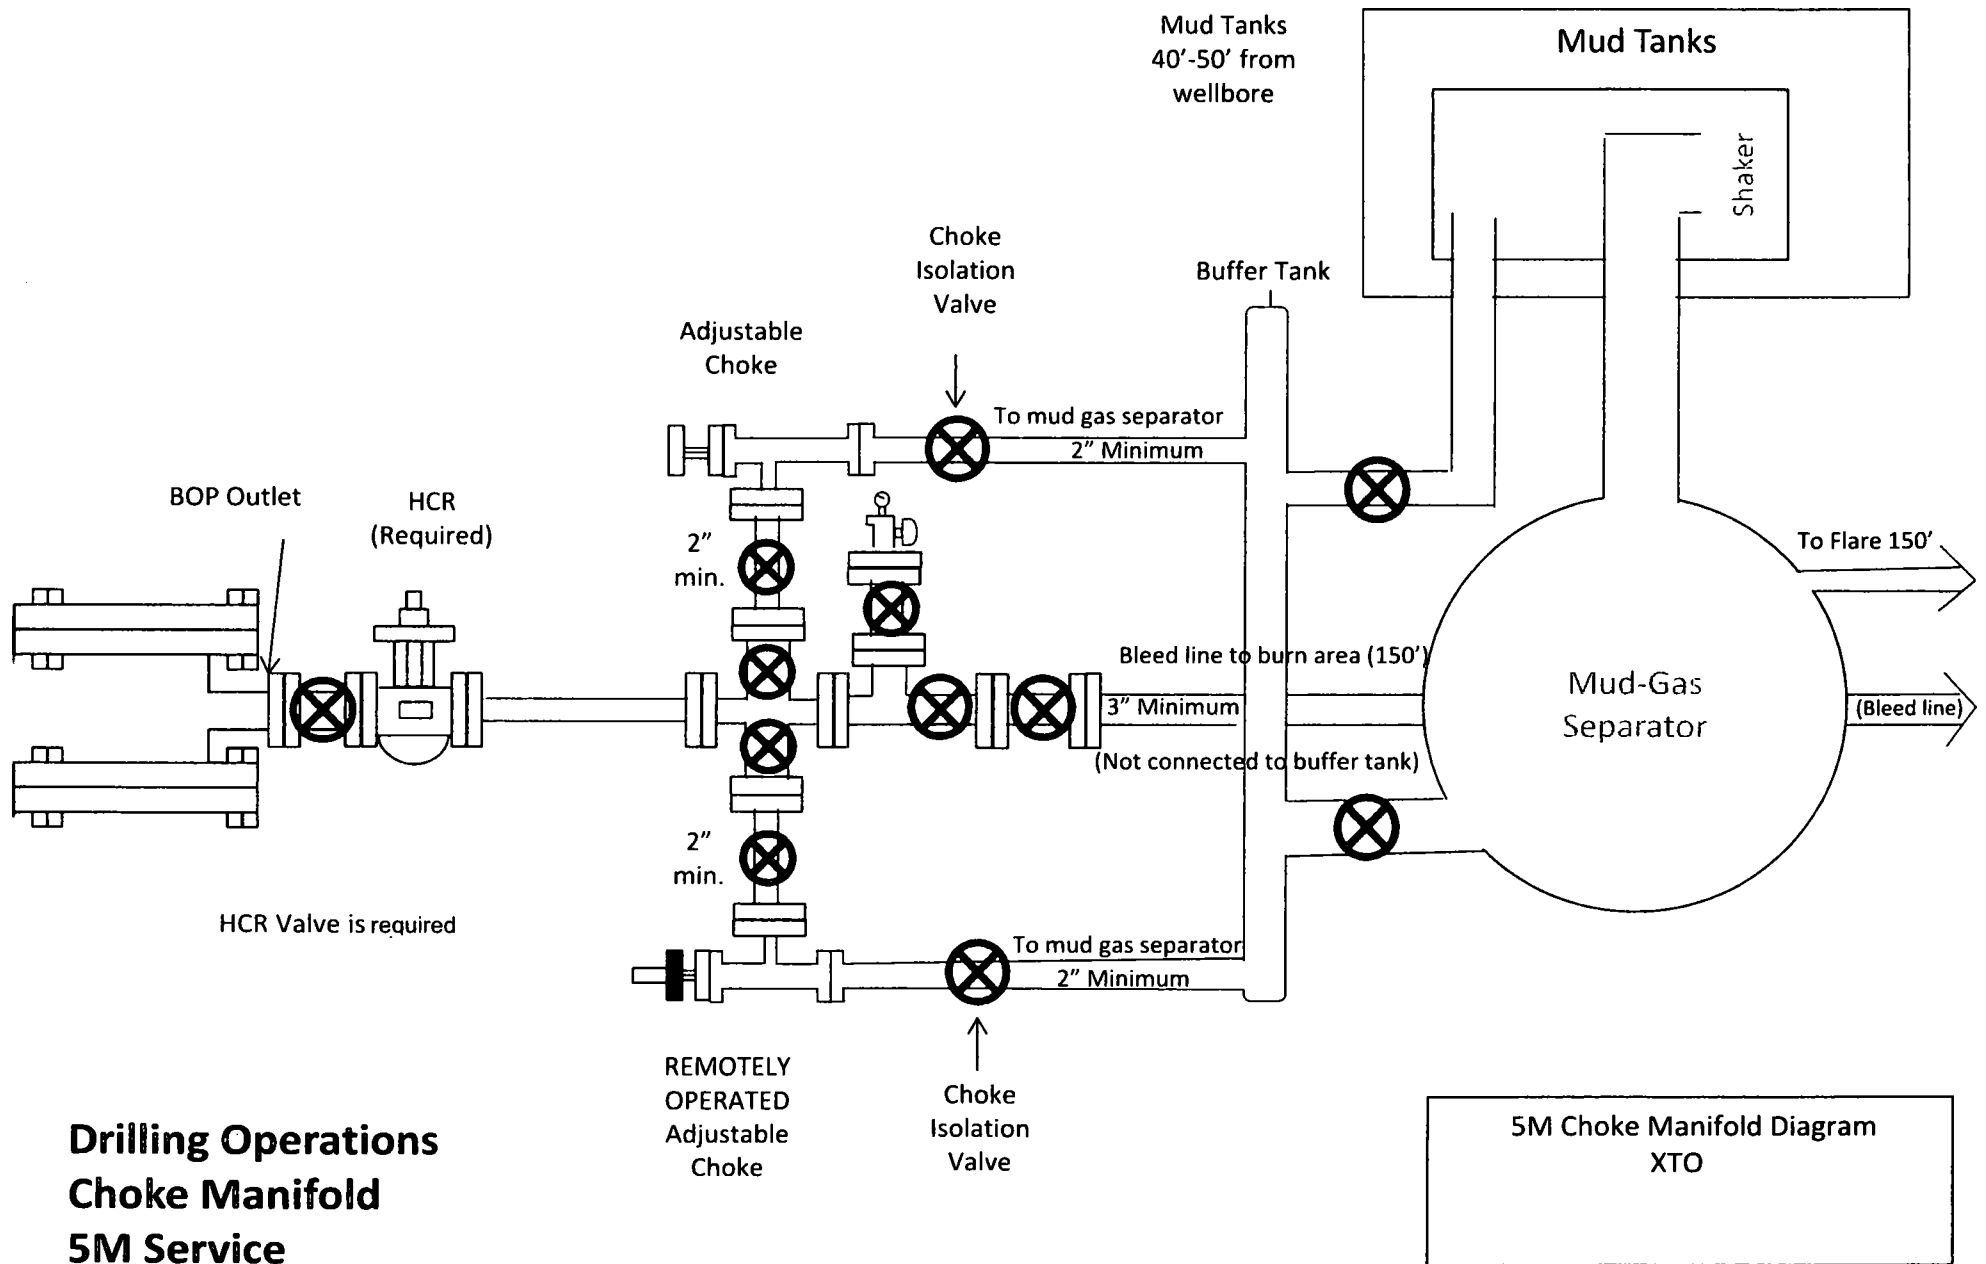 Mud Tanks
40'-50' from
wellbore
Mud Tanks
Shaker
Choke
Isolation
Valve
Buffer Tank
Adjustable
Choke
To mud gas separator
2" Minimum
BOP Outlet
HCR
(Required)
2"
min.
To Flare 150'
Bleed line to burn area (150')
3" Minimum
(Not connected to buffer tank)
Mud-Gas
Separator
(Bleed line)
2"
min.
HCR Valve is required
To mud gas separator
2" Minimum
REMOTELY
OPERATED
Adjustable
Choke
Choke
Isolation
Valve
Drilling Operations
Choke Manifold
5M Service
5M Choke Manifold Diagram
XTO